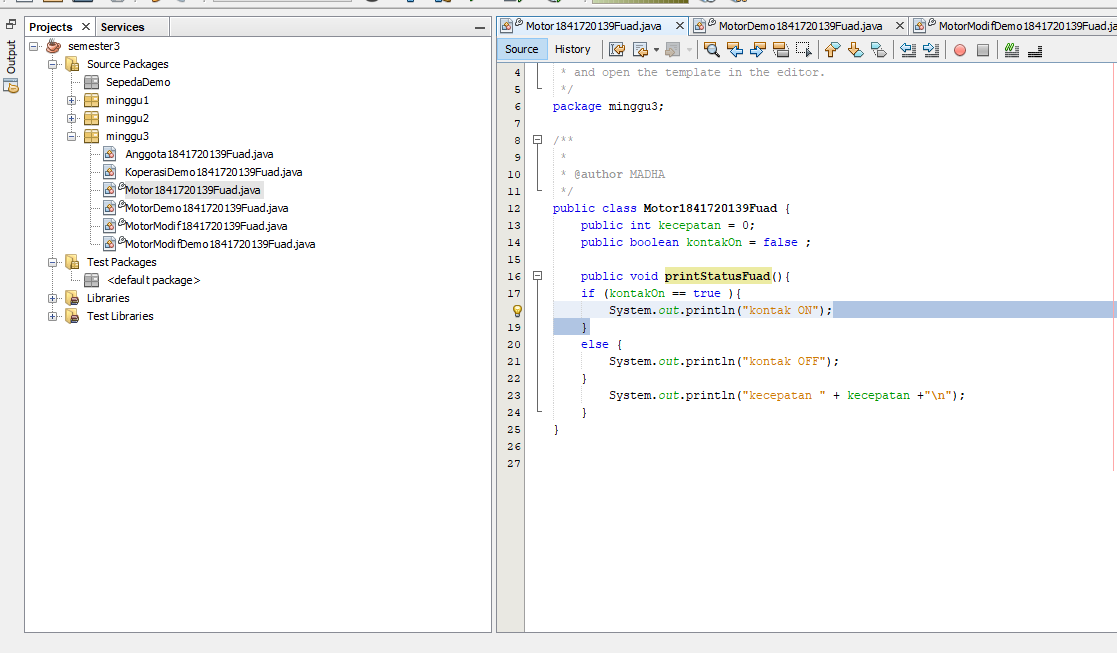 Projects
Services
Output
semester3
Source Packages
SepedaDemo
minggu1
minggu2
minggu3
Anggota1841720139Fuad.java
KoperasiDemo1841720139Fuad.java
Motor1841720139Fuad.java
MotorDemo1841720139Fuad.java
MotorModif1841720139Fuad.java
MotorModifDemo1841720139Fuad.java
Test Packages
<default package>
Libraries
Test Libraries
Motor1841720139Fuad.java
MotorDemo1841720139Fuad.java
MotorModifDemo1841720139Fuad.ja
Source History
4 * and open the template in the editor.
5 */
6 package minggu3;
7
8 /**
9 *
10 * @author MADHA
11 */
12 public class Motor1841720139Fuad {
13 public int kecepatan = 0;
14 public boolean kontakOn = false ;
15
16 public void printStatusFuad(){
17 if (kontakOn == true ){
System.out.println("kontak ON");
19 }
20 else {
21 System.out.println("kontak OFF");
22 }
23 System.out.println("kecepatan " + kecepatan +"\n");
24 }
25 }
26
27